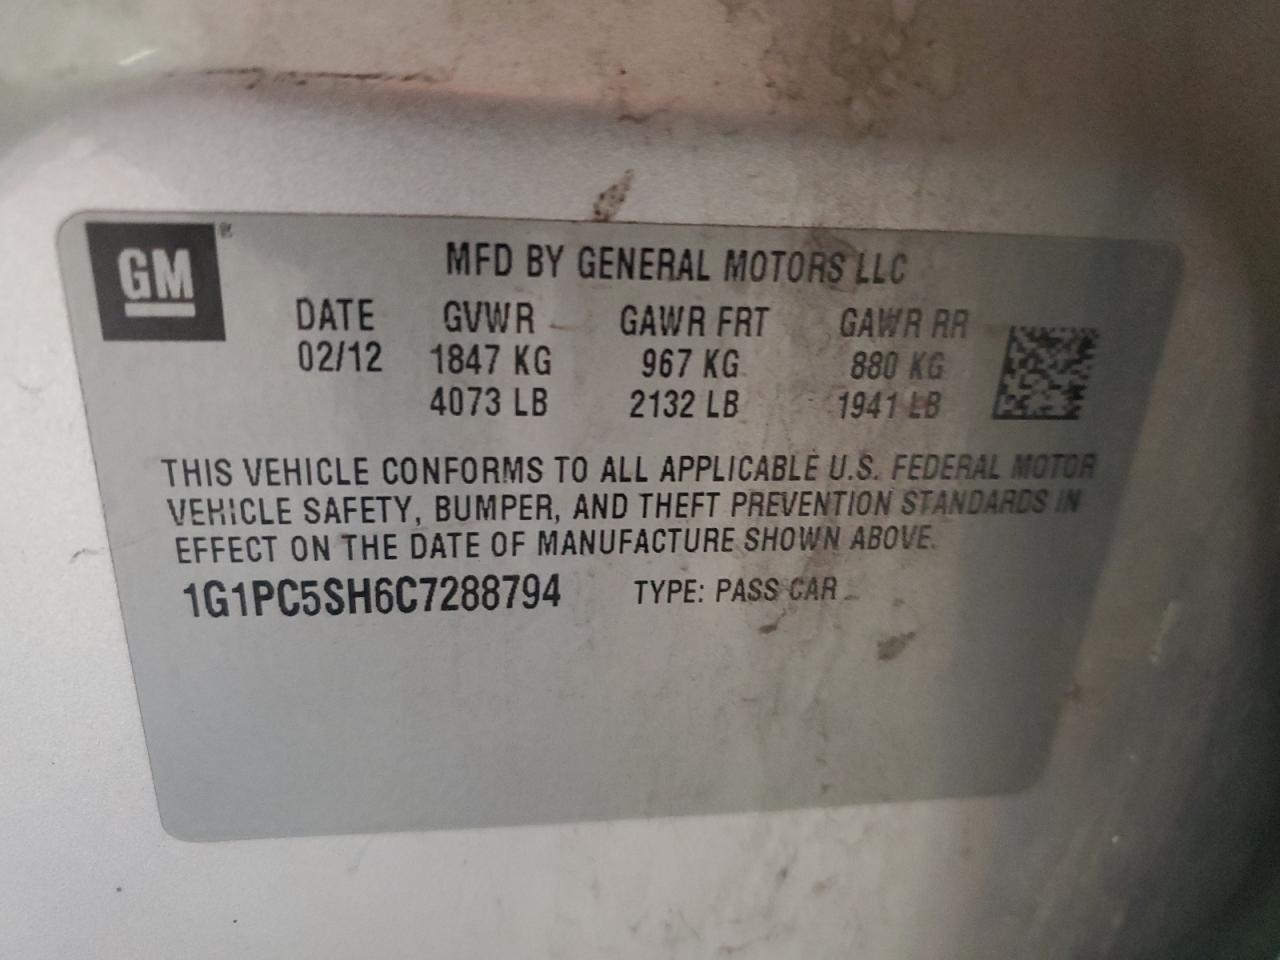 GM®
MFD BY GENERAL MOTORS LLC
DATE GVWR GAWR FRT GAWR RR
02/12 1847 KG 967 KG 880 KG
4073 LB 2132 LB 1941 LB
THIS VEHICLE CONFORMS TO ALL APPLICABLE U.S. FEDERAL MOTOR
VEHICLE SAFETY, BUMPER, AND THEFT PREVENTION STANDARDS IN
EFFECT ON THE DATE OF MANUFACTURE SHOWN ABOVE.
1G1PC5SH6C7288794 TYPE: PASS CAR